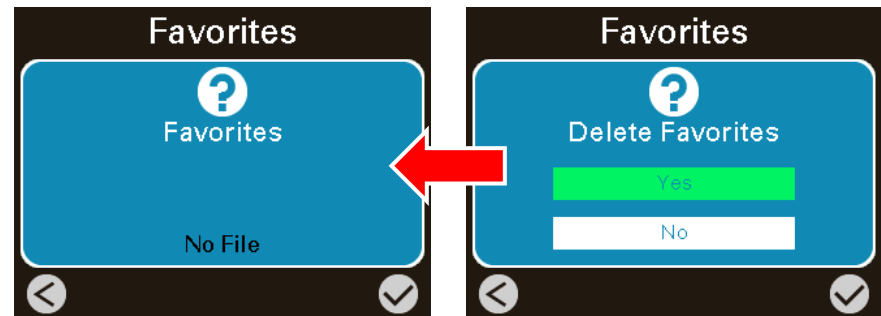 Favorites
?
Favorites
No File
Favorites
?
Delete Favorites
Yes
No